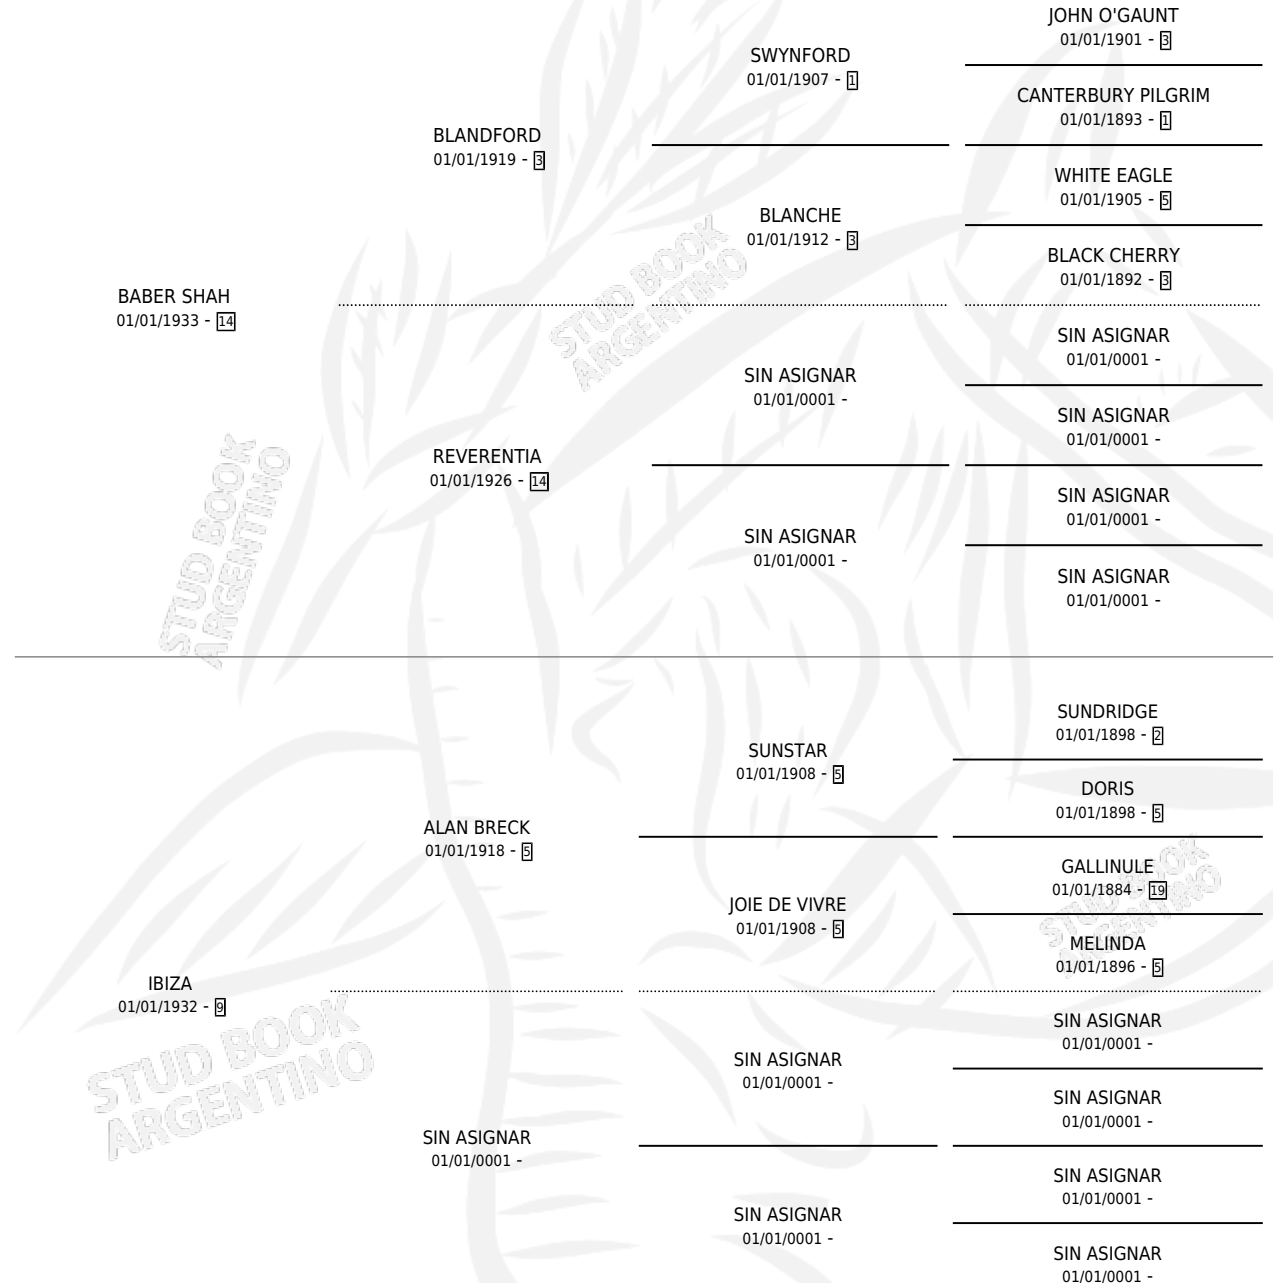 JOHN O'GAUNT
01/01/1901 - 3
SWYNFORD
01/01/1907 - 1
CANTERBURY PILGRIM
01/01/1893 - 1
BLANDFORD
01/01/1919 - 3
WHITE EAGLE
01/01/1905 - 5
BLANCHE
01/01/1912 - 3
BLACK CHERRY
01/01/1892 - 3
BABER SHAH
01/01/1933 - 14
SIN ASIGNAR
01/01/0001 -
SIN ASIGNAR
01/01/0001 -
SIN ASIGNAR
01/01/0001 -
REVERENTIA
01/01/1926 - 14
SIN ASIGNAR
01/01/0001 -
SIN ASIGNAR
01/01/0001 -
SIN ASIGNAR
01/01/0001 -
STUD BOOK
ARGENTINO
STUD BOOK
ARGENTINO
SUNDRIDGE
01/01/1898 - 2
SUNSTAR
01/01/1908 - 5
DORIS
01/01/1898 - 5
ALAN BRECK
01/01/1918 - 5
GALLINULE
01/01/1884 - 19
JOIE DE VIVRE
01/01/1908 - 5
MELINDA
01/01/1896 - 5
IBIZA
01/01/1932 - 9
SIN ASIGNAR
01/01/0001 -
SIN ASIGNAR
01/01/0001 -
SIN ASIGNAR
01/01/0001 -
SIN ASIGNAR
01/01/0001 -
SIN ASIGNAR
01/01/0001 -
SIN ASIGNAR
01/01/0001 -
SIN ASIGNAR
01/01/0001 -
STUD BOOK
ARGENTINO
STUD BOOK
ARGENTINO